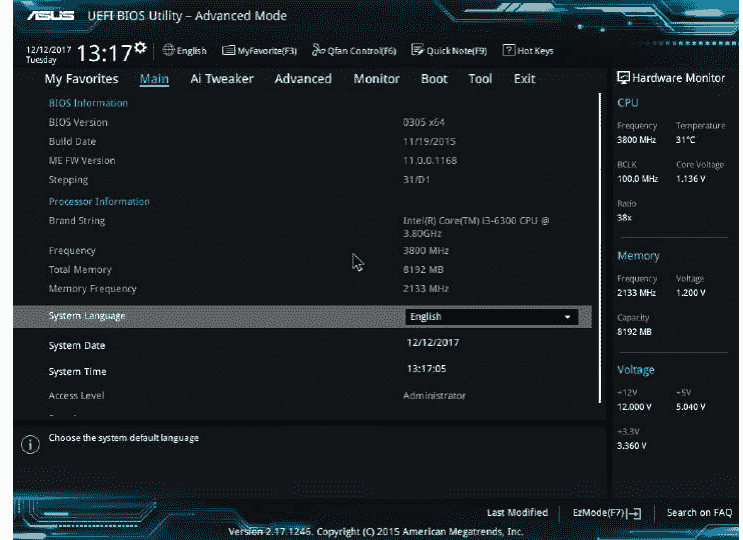 ASUS UEFI BIOS Utility – Advanced Mode
12/12/2017
Tuesday
13:17
English
MyFavorite(F3)
Qfan Control(F6)
Quick Note(F9)
Hot Keys
My Favorites Main Ai Tweaker Advanced Monitor Boot Tool Exit
BIOS Information
BIOS Version 0305 x64
Build Date 11/19/2015
ME FW Version 11.0.0.1168
Stepping 31/D1
Processor Information
Brand String Intel(R) Core(TM) i3-6300 CPU @
3.80GHz
Frequency 3800 MHz
Total Memory 8192 MB
Memory Frequency 2133 MHz
System Language English
System Date 12/12/2017
System Time 13:17:05
Access Level Administrator
Choose the system default language
Hardware Monitor
CPU
Frequency Temperature
3800 MHz 31°C
BCLK Core Voltage
100.0 MHz 1.136 V
Ratio
38x
Memory
Frequency Voltage
2133 MHz 1.200 V
Capacity
8192 MB
Voltage
+12V +5V
12.000 V 5.040 V
+3.3V
3.360 V
Last Modified EzMode(F7) Search on FAQ
Version 2.17.1246. Copyright (C) 2015 American Megatrends, Inc.